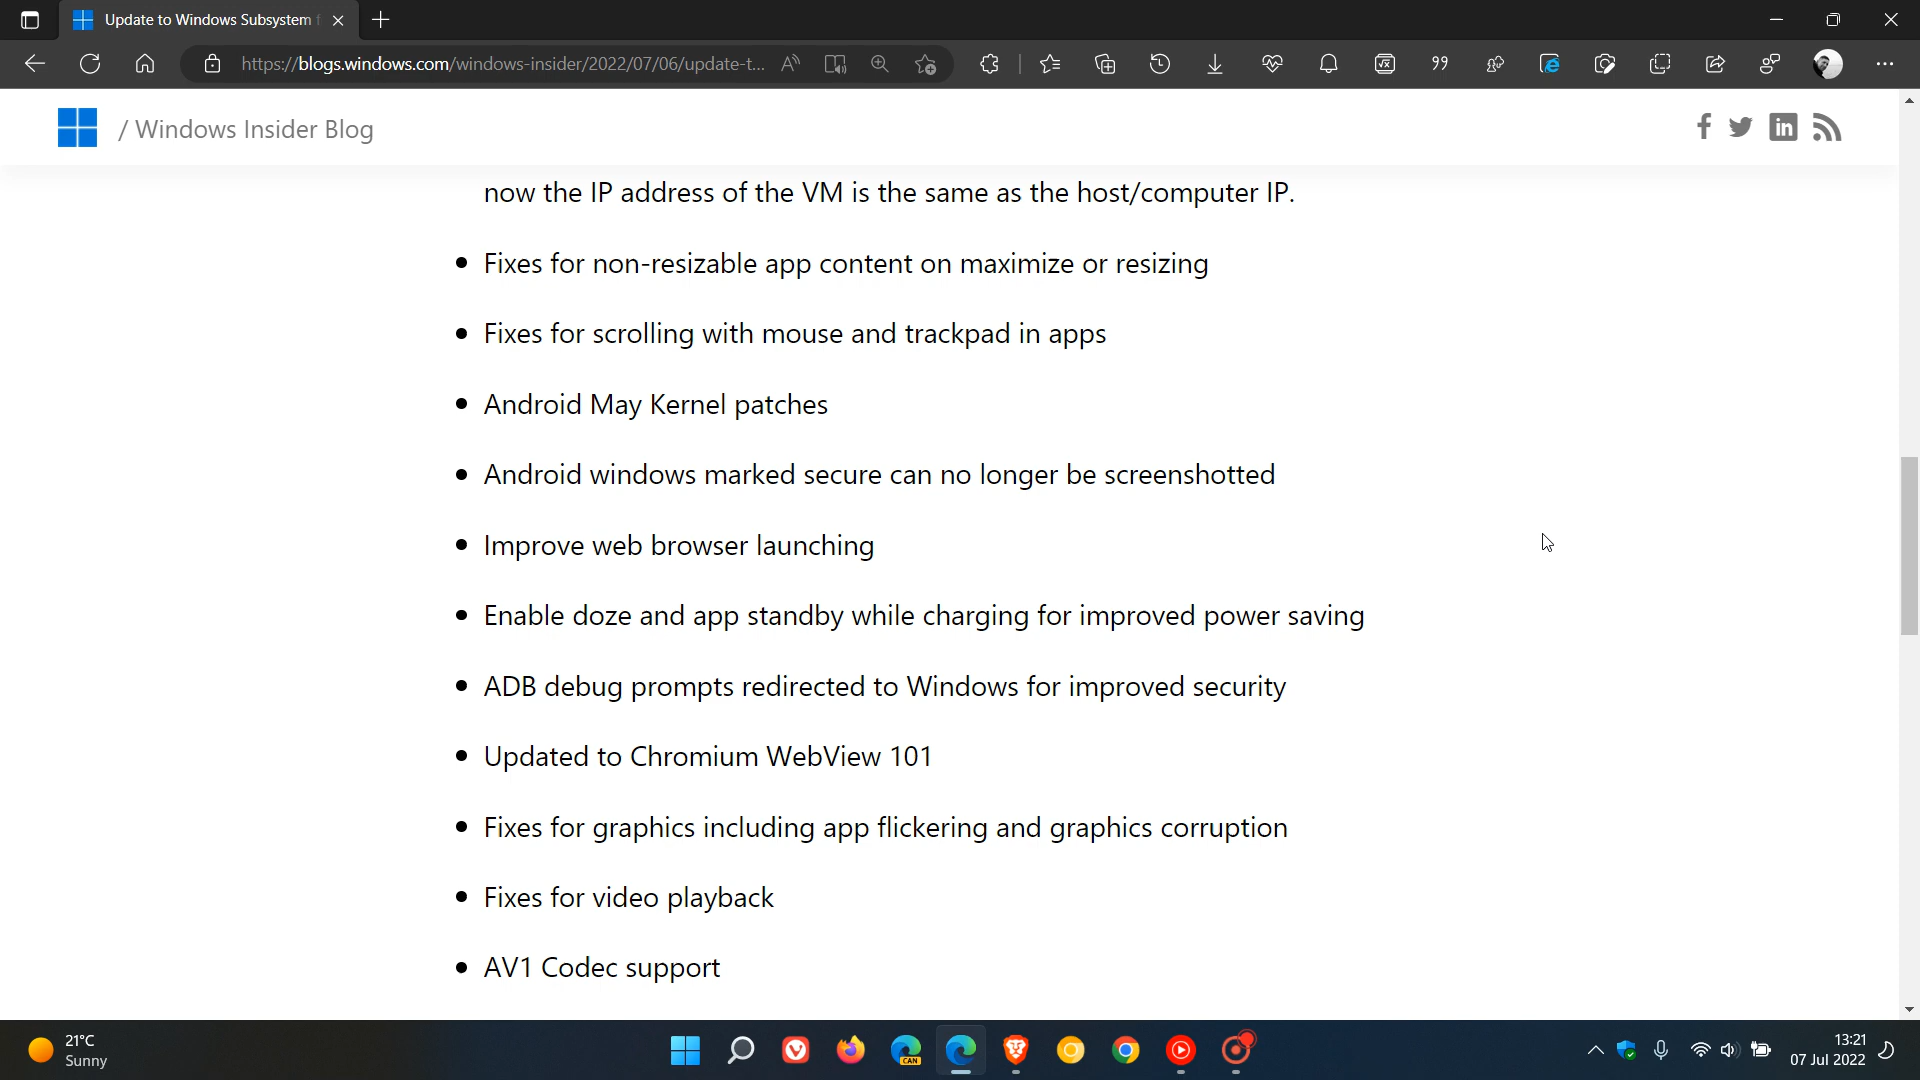 Update to Windows Subsystem f
https://blogs.windows.com/windows-insider/2022/07/06/update-t...
/ Windows Insider Blog
now the IP address of the VM is the same as the host/computer IP.
Fixes for non-resizable app content on maximize or resizing
Fixes for scrolling with mouse and trackpad in apps
Android May Kernel patches
Android windows marked secure can no longer be screenshotted
Improve web browser launching
Enable doze and app standby while charging for improved power saving
ADB debug prompts redirected to Windows for improved security
Updated to Chromium WebView 101
Fixes for graphics including app flickering and graphics corruption
Fixes for video playback
AV1 Codec support
21°C
Sunny
CAN
13:21
07 Jul 2022